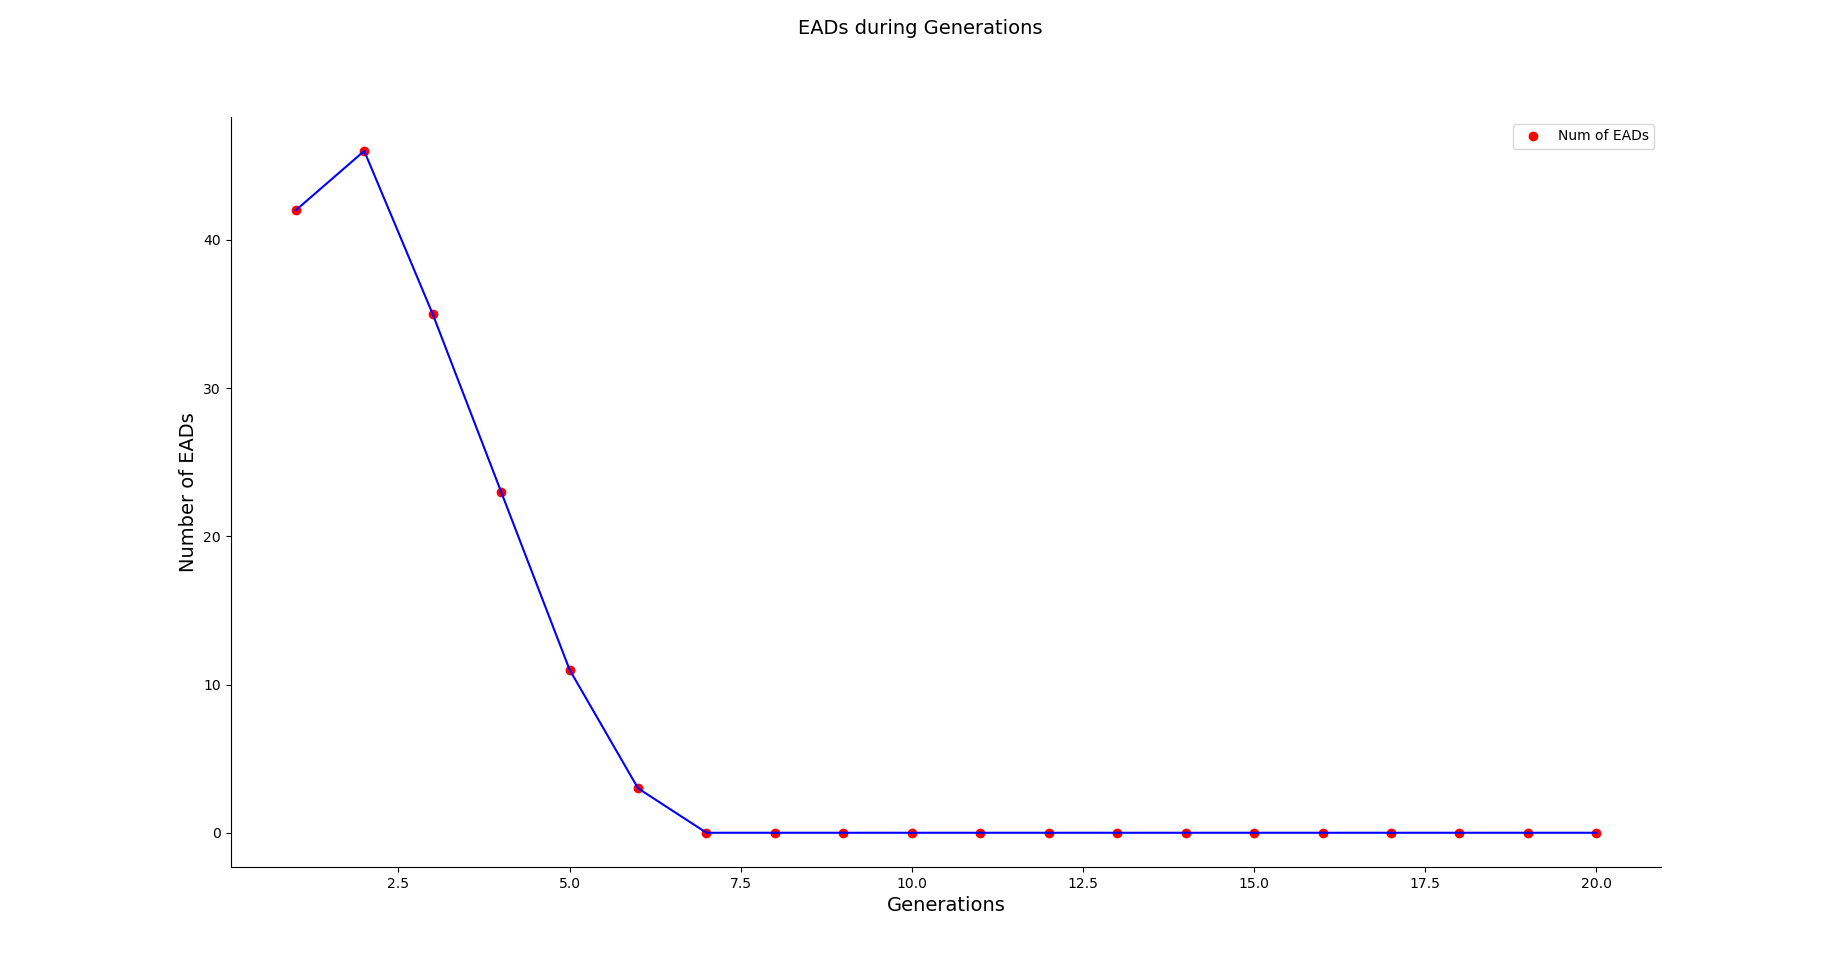 EADs during Generations
Num of EADs
Number of EADs
40
30
20
10
0
2.5 5.0 7.5 10.0 12.5 15.0 17.5 20.0
Generations